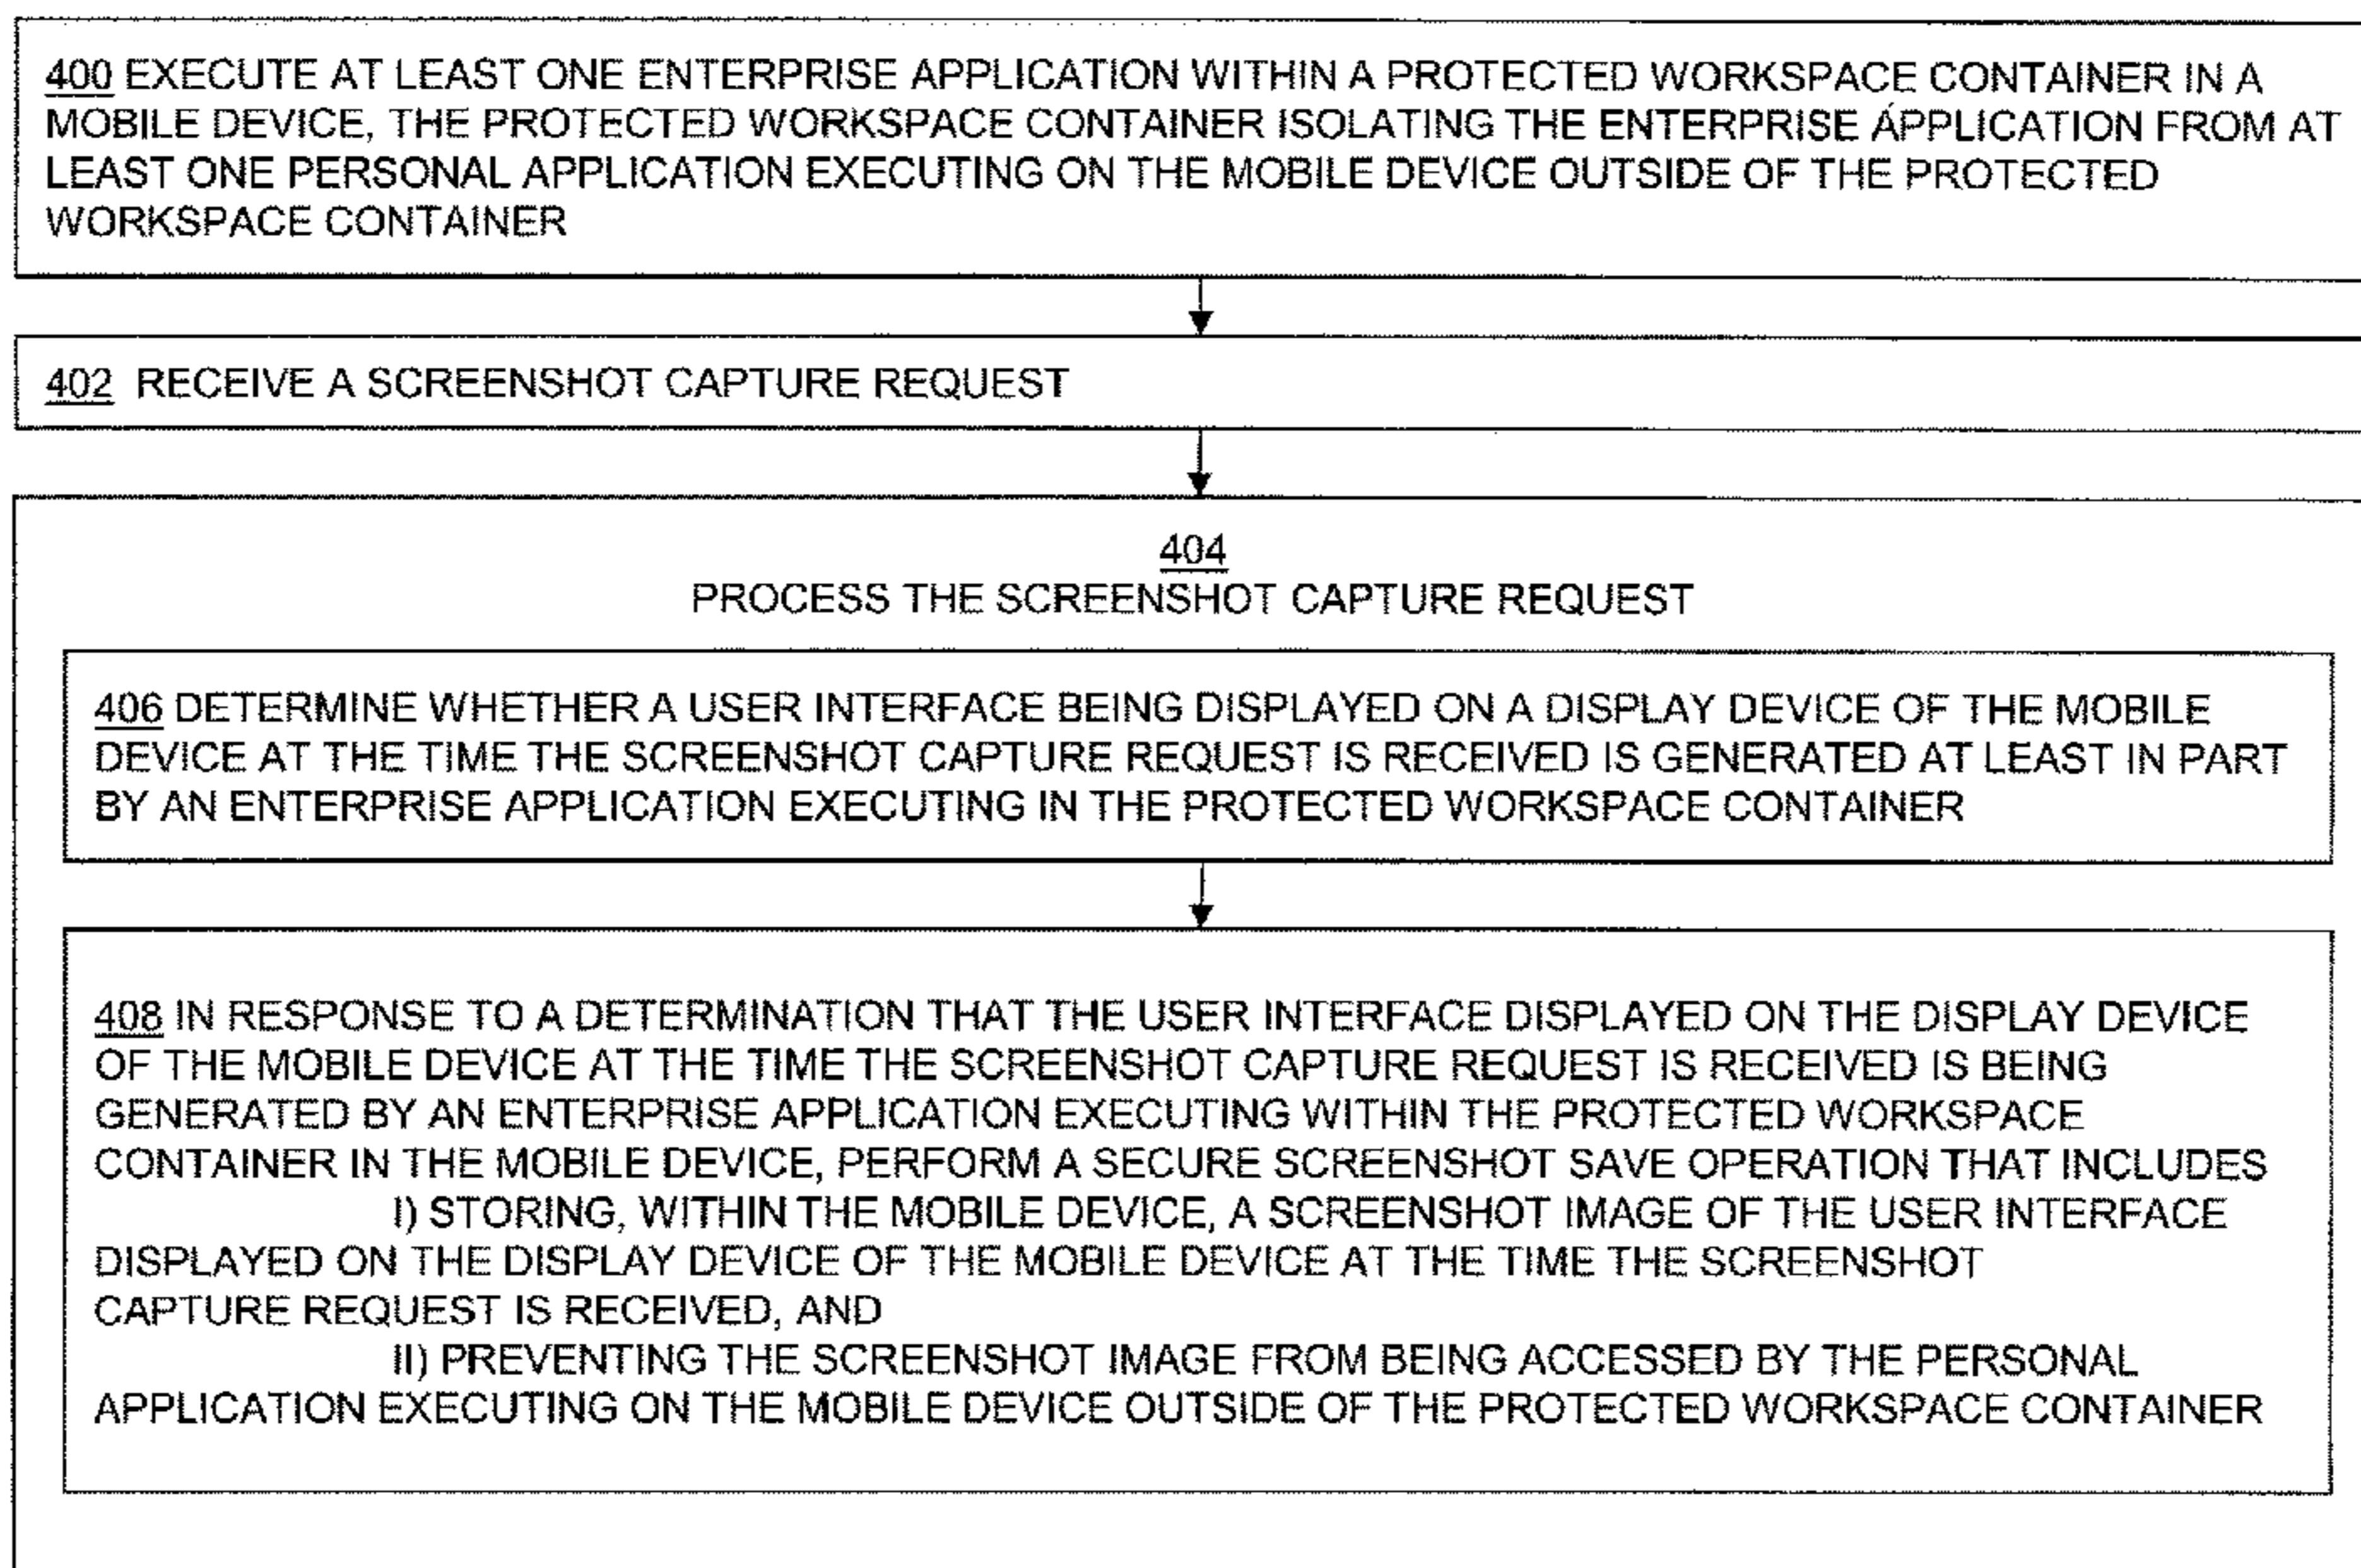 400 EXECUTE AT LEAST ONE ENTERPRISE APPLICATION WITHIN A PROTECTED WORKSPACE CONTAINER IN A
MOBILE DEVICE, THE PROTECTED WORKSPACE CONTAINER ISOLATING THE ENTERPRISE APPLICATION FROM AT
LEAST ONE PERSONAL APPLICATION EXECUTING ON THE MOBILE DEVICE OUTSIDE OF THE PROTECTED
WORKSPACE CONTAINER
402 RECEIVE A SCREENSHOT CAPTURE REQUEST
404
PROCESS THE SCREENSHOT CAPTURE REQUEST
406 DETERMINE WHETHER A USER INTERFACE BEING DISPLAYED ON A DISPLAY DEVICE OF THE MOBILE
DEVICE AT THE TIME THE SCREENSHOT CAPTURE REQUEST IS RECEIVED IS GENERATED AT LEAST IN PART
BY AN ENTERPRISE APPLICATION EXECUTING IN THE PROTECTED WORKSPACE CONTAINER
408 IN RESPONSE TO A DETERMINATION THAT THE USER INTERFACE DISPLAYED ON THE DISPLAY DEVICE
OF THE MOBILE DEVICE AT THE TIME THE SCREENSHOT CAPTURE REQUEST IS RECEIVED IS BEING
GENERATED BY AN ENTERPRISE APPLICATION EXECUTING WITHIN THE PROTECTED WORKSPACE
CONTAINER IN THE MOBILE DEVICE, PERFORM A SECURE SCREENSHOT SAVE OPERATION THAT INCLUDES
I) STORING, WITHIN THE MOBILE DEVICE, A SCREENSHOT IMAGE OF THE USER INTERFACE
DISPLAYED ON THE DISPLAY DEVICE OF THE MOBILE DEVICE AT THE TIME THE SCREENSHOT
CAPTURE REQUEST IS RECEIVED, AND
II) PREVENTING THE SCREENSHOT IMAGE FROM BEING ACCESSED BY THE PERSONAL
APPLICATION EXECUTING ON THE MOBILE DEVICE OUTSIDE OF THE PROTECTED WORKSPACE CONTAINER